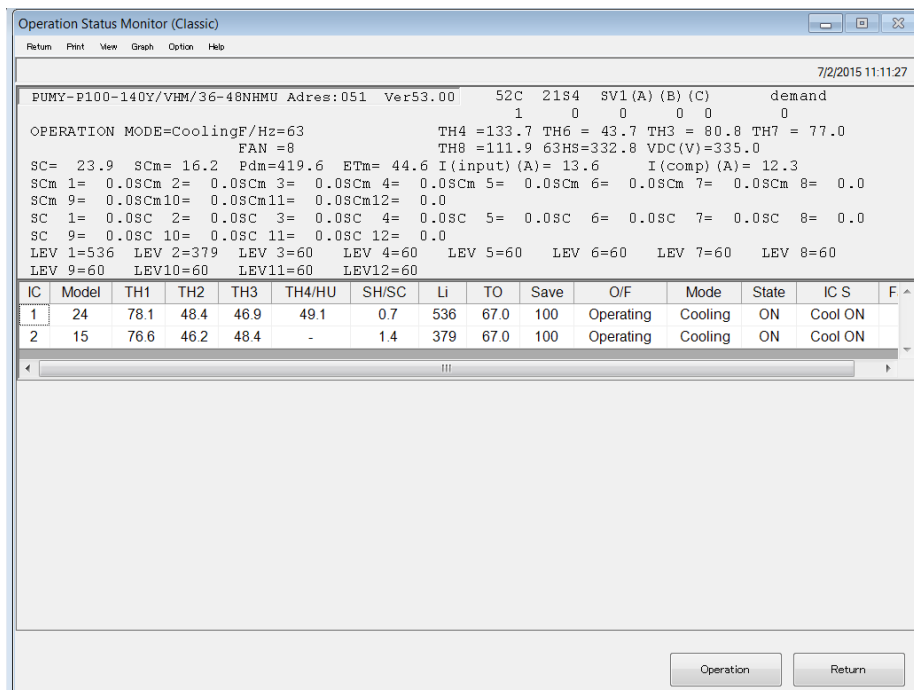 Operation Status Monitor (Classic)
Return Print View Graph Option Help
7/2/2015 11:11:27
PUMY-P100-140Y/VHM/36-48NHMU Adres:051 Ver53.00 52C 21S4 SV1(A)(B)(C) demand
1 0 0 0 0 0
OPERATION MODE=CoolingF/Hz=63 TH4 =133.7 TH6 = 43.7 TH3 = 80.8 TH7 = 77.0
FAN =8 TH8 =111.9 63HS=332.8 VDC(V)=335.0
SC= 23.9 SCm= 16.2 Pdm=419.6 ETm= 44.6 I(input)(A)= 13.6 I(comp)(A)= 12.3
SCm 1= 0.0SCm 2= 0.0SCm 3= 0.0SCm 4= 0.0SCm 5= 0.0SCm 6= 0.0SCm 7= 0.0SCm 8= 0.0
SCm 9= 0.0SCm10= 0.0SCm11= 0.0SCm12= 0.0
SC 1= 0.0SC 2= 0.0SC 3= 0.0SC 4= 0.0SC 5= 0.0SC 6= 0.0SC 7= 0.0SC 8= 0.0
SC 9= 0.0SC 10= 0.0SC 11= 0.0SC 12= 0.0
LEV 1=536 LEV 2=379 LEV 3=60 LEV 4=60 LEV 5=60 LEV 6=60 LEV 7=60 LEV 8=60
LEV 9=60 LEV10=60 LEV11=60 LEV12=60
IC Model TH1 TH2 TH3 TH4/HU SH/SC Li TO Save O/F Mode State IC S F.
1 24 78.1 48.4 46.9 49.1 0.7 536 67.0 100 Operating Cooling ON Cool ON
2 15 76.6 46.2 48.4 - 1.4 379 67.0 100 Operating Cooling ON Cool ON
Operation Return